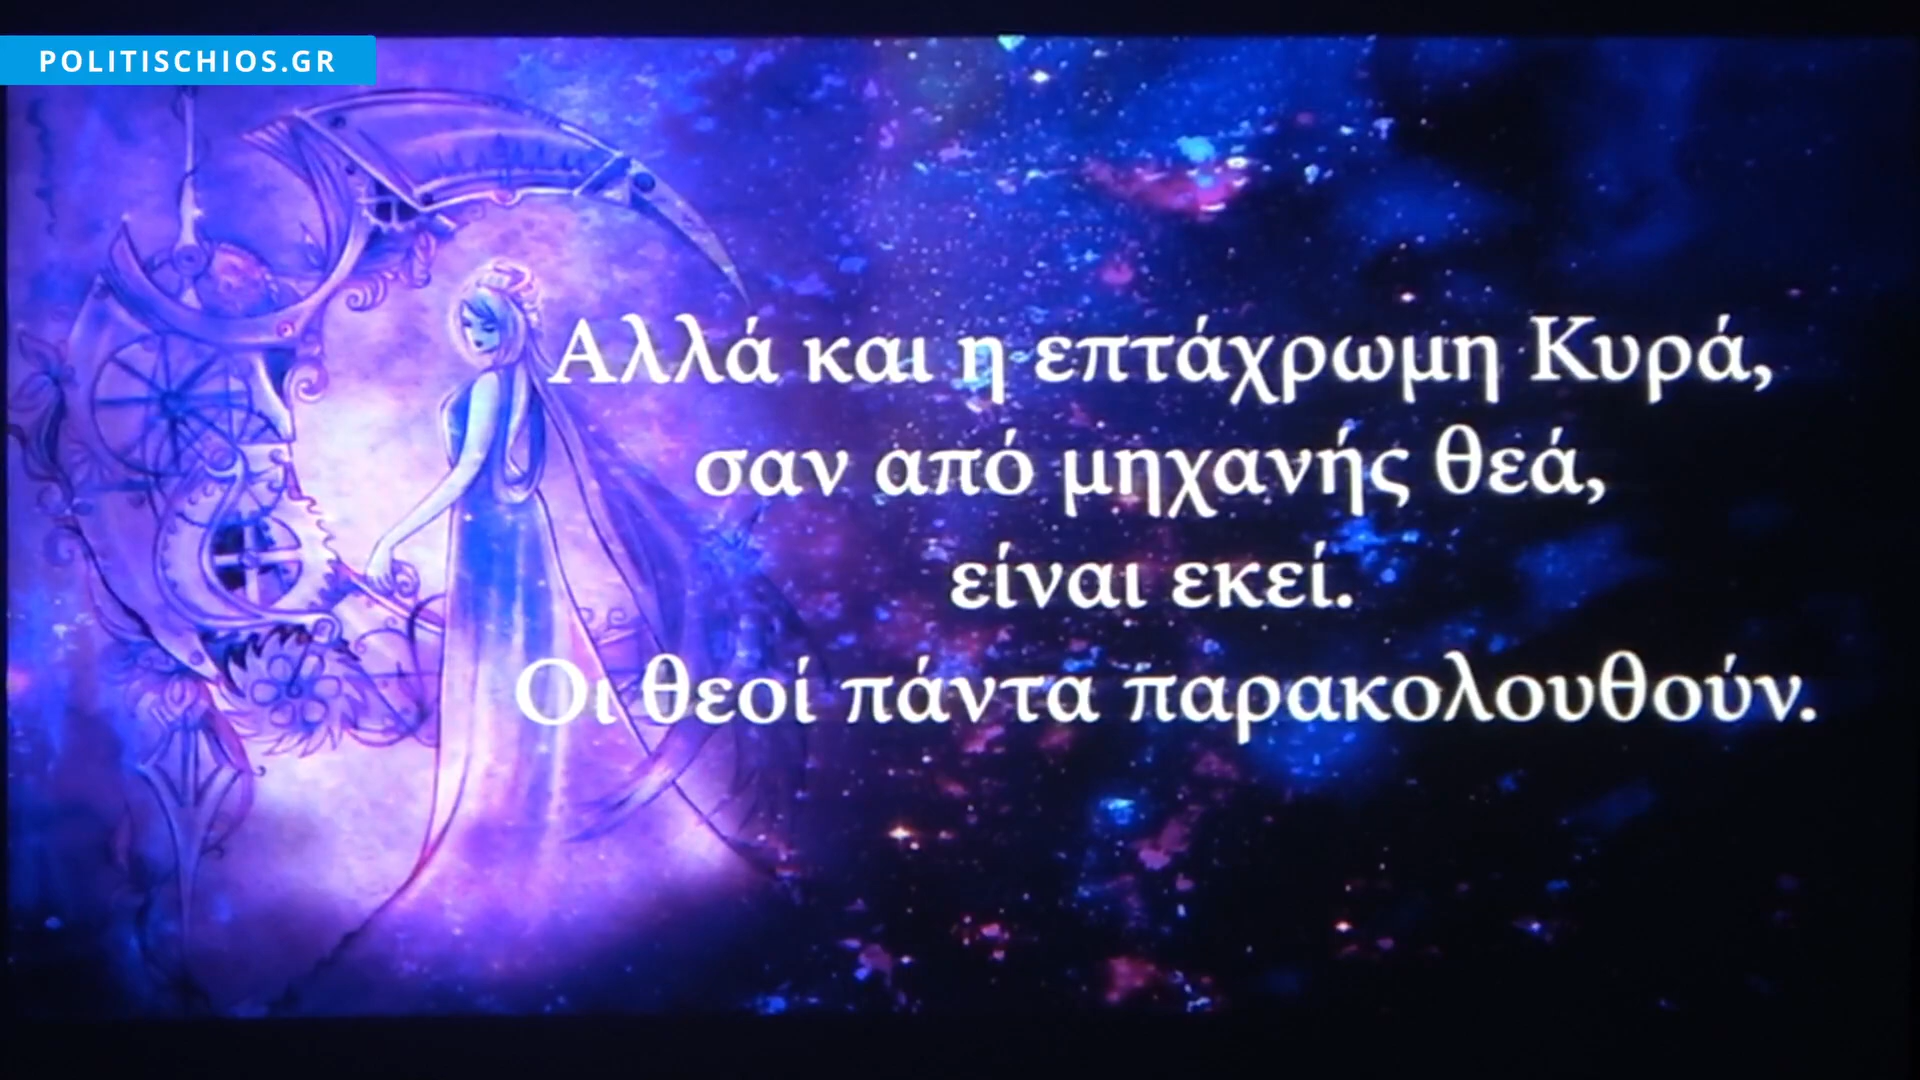 POLITISCHIOS.GR
Αλλά και η επτάχρωμη Κυρά,
σαν από μηχανής θεά,
είναι εκεί.
Οι θεοί πάντα παρακολουθούν.